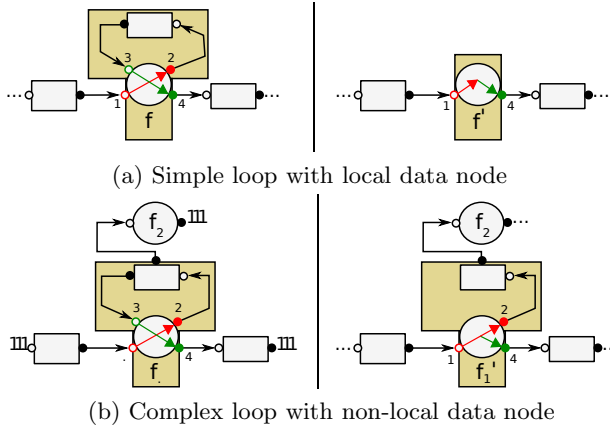 3 2
... 1 4 ... ... 1 4 ...
f f'
(a) Simple loop with local data node
f2 f2 ...
3 2 2
4 ... 1 4 ...
f. f1'
(b) Complex loop with non-local data node